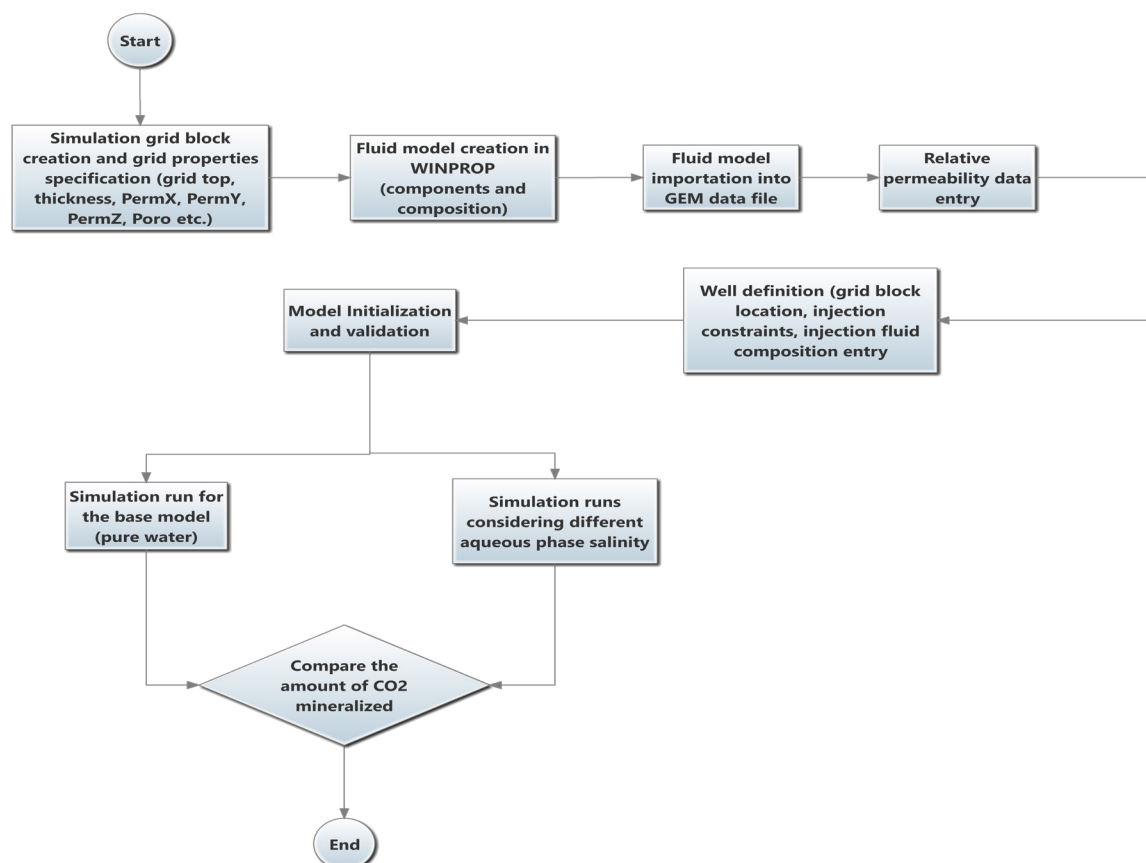 Start
Simulation grid block
creation and grid properties
specification (grid top,
thickness, PermX, PermY,
PermZ, Poro etc.)
Fluid model creation in
WINPROP
(components and
composition)
Fluid model
importation into
GEM data file
Relative
permeability data
entry
Well definition (grid block
location, injection
constraints, injection fluid
composition entry
Model Initialization
and validation
Simulation run for
the base model
(pure water)
Simulation runs
considering different
aqueous phase salinity
Compare the
amount of CO2
mineralized
End